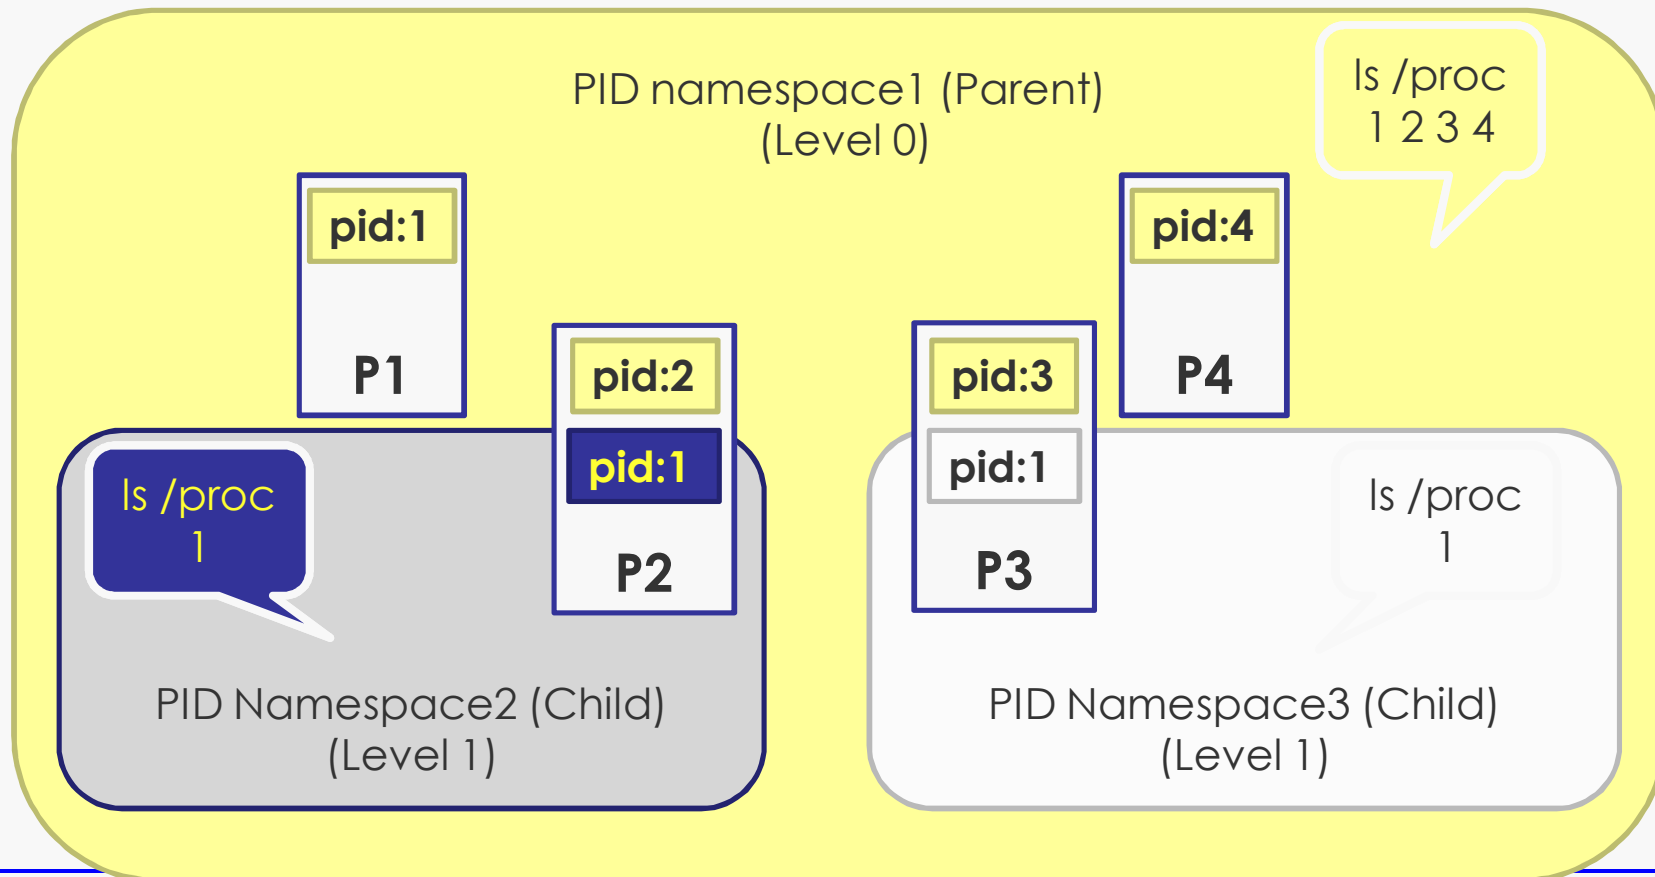 PID namespace1 (Parent)
(Level 0)
ls /proc
1 2 3 4
pid:1
P1
pid:4
P4
pid:2
pid:1
P2
pid:3
pid:1
P3
ls /proc
1
ls /proc
1
PID Namespace2 (Child)
(Level 1)
PID Namespace3 (Child)
(Level 1)